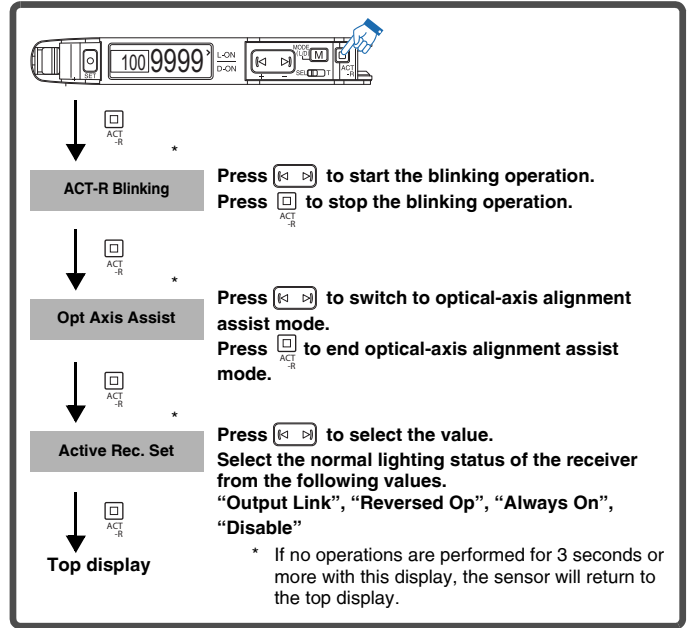 SET
100 9999
L-ON
D-ON
MODE
(L/D) M
+ -
SEL T
ACT
-R
ACT
-R
*
ACT-R Blinking
Press to start the blinking operation.
Press to stop the blinking operation.
ACT
-R
ACT
-R
*
Opt Axis Assist
Press to switch to optical-axis alignment
assist mode.
Press to end optical-axis alignment assist
ACT
-R
mode.
ACT
-R
*
Active Rec. Set
Press to select the value.
Select the normal lighting status of the receiver
from the following values.
“Output Link”, “Reversed Op”, “Always On”,
“Disable”
ACT
-R
Top display
* If no operations are performed for 3 seconds or
more with this display, the sensor will return to
the top display.